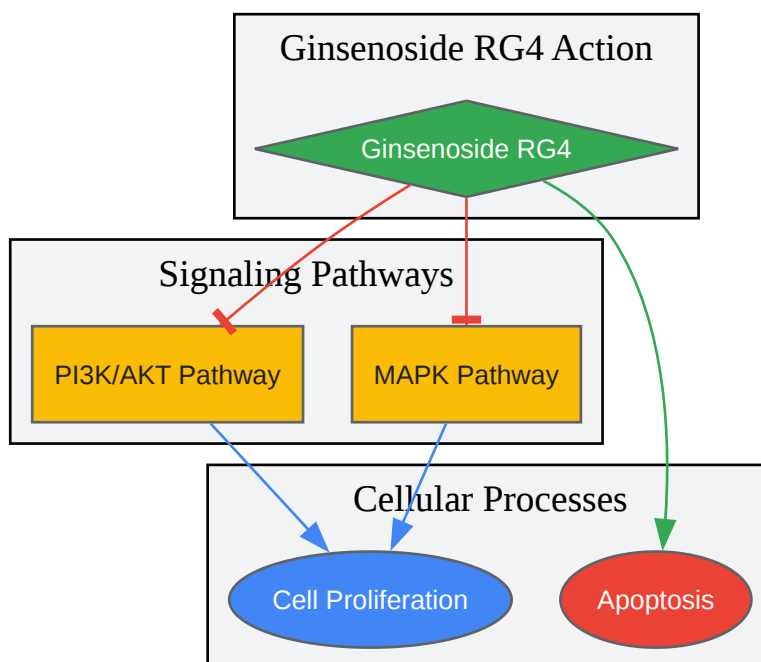 Ginsenoside RG4 Action
Ginsenoside RG4
Signaling Pathways
PI3K/AKT Pathway
MAPK Pathway
Cellular Processes
Cell Proliferation
Apoptosis